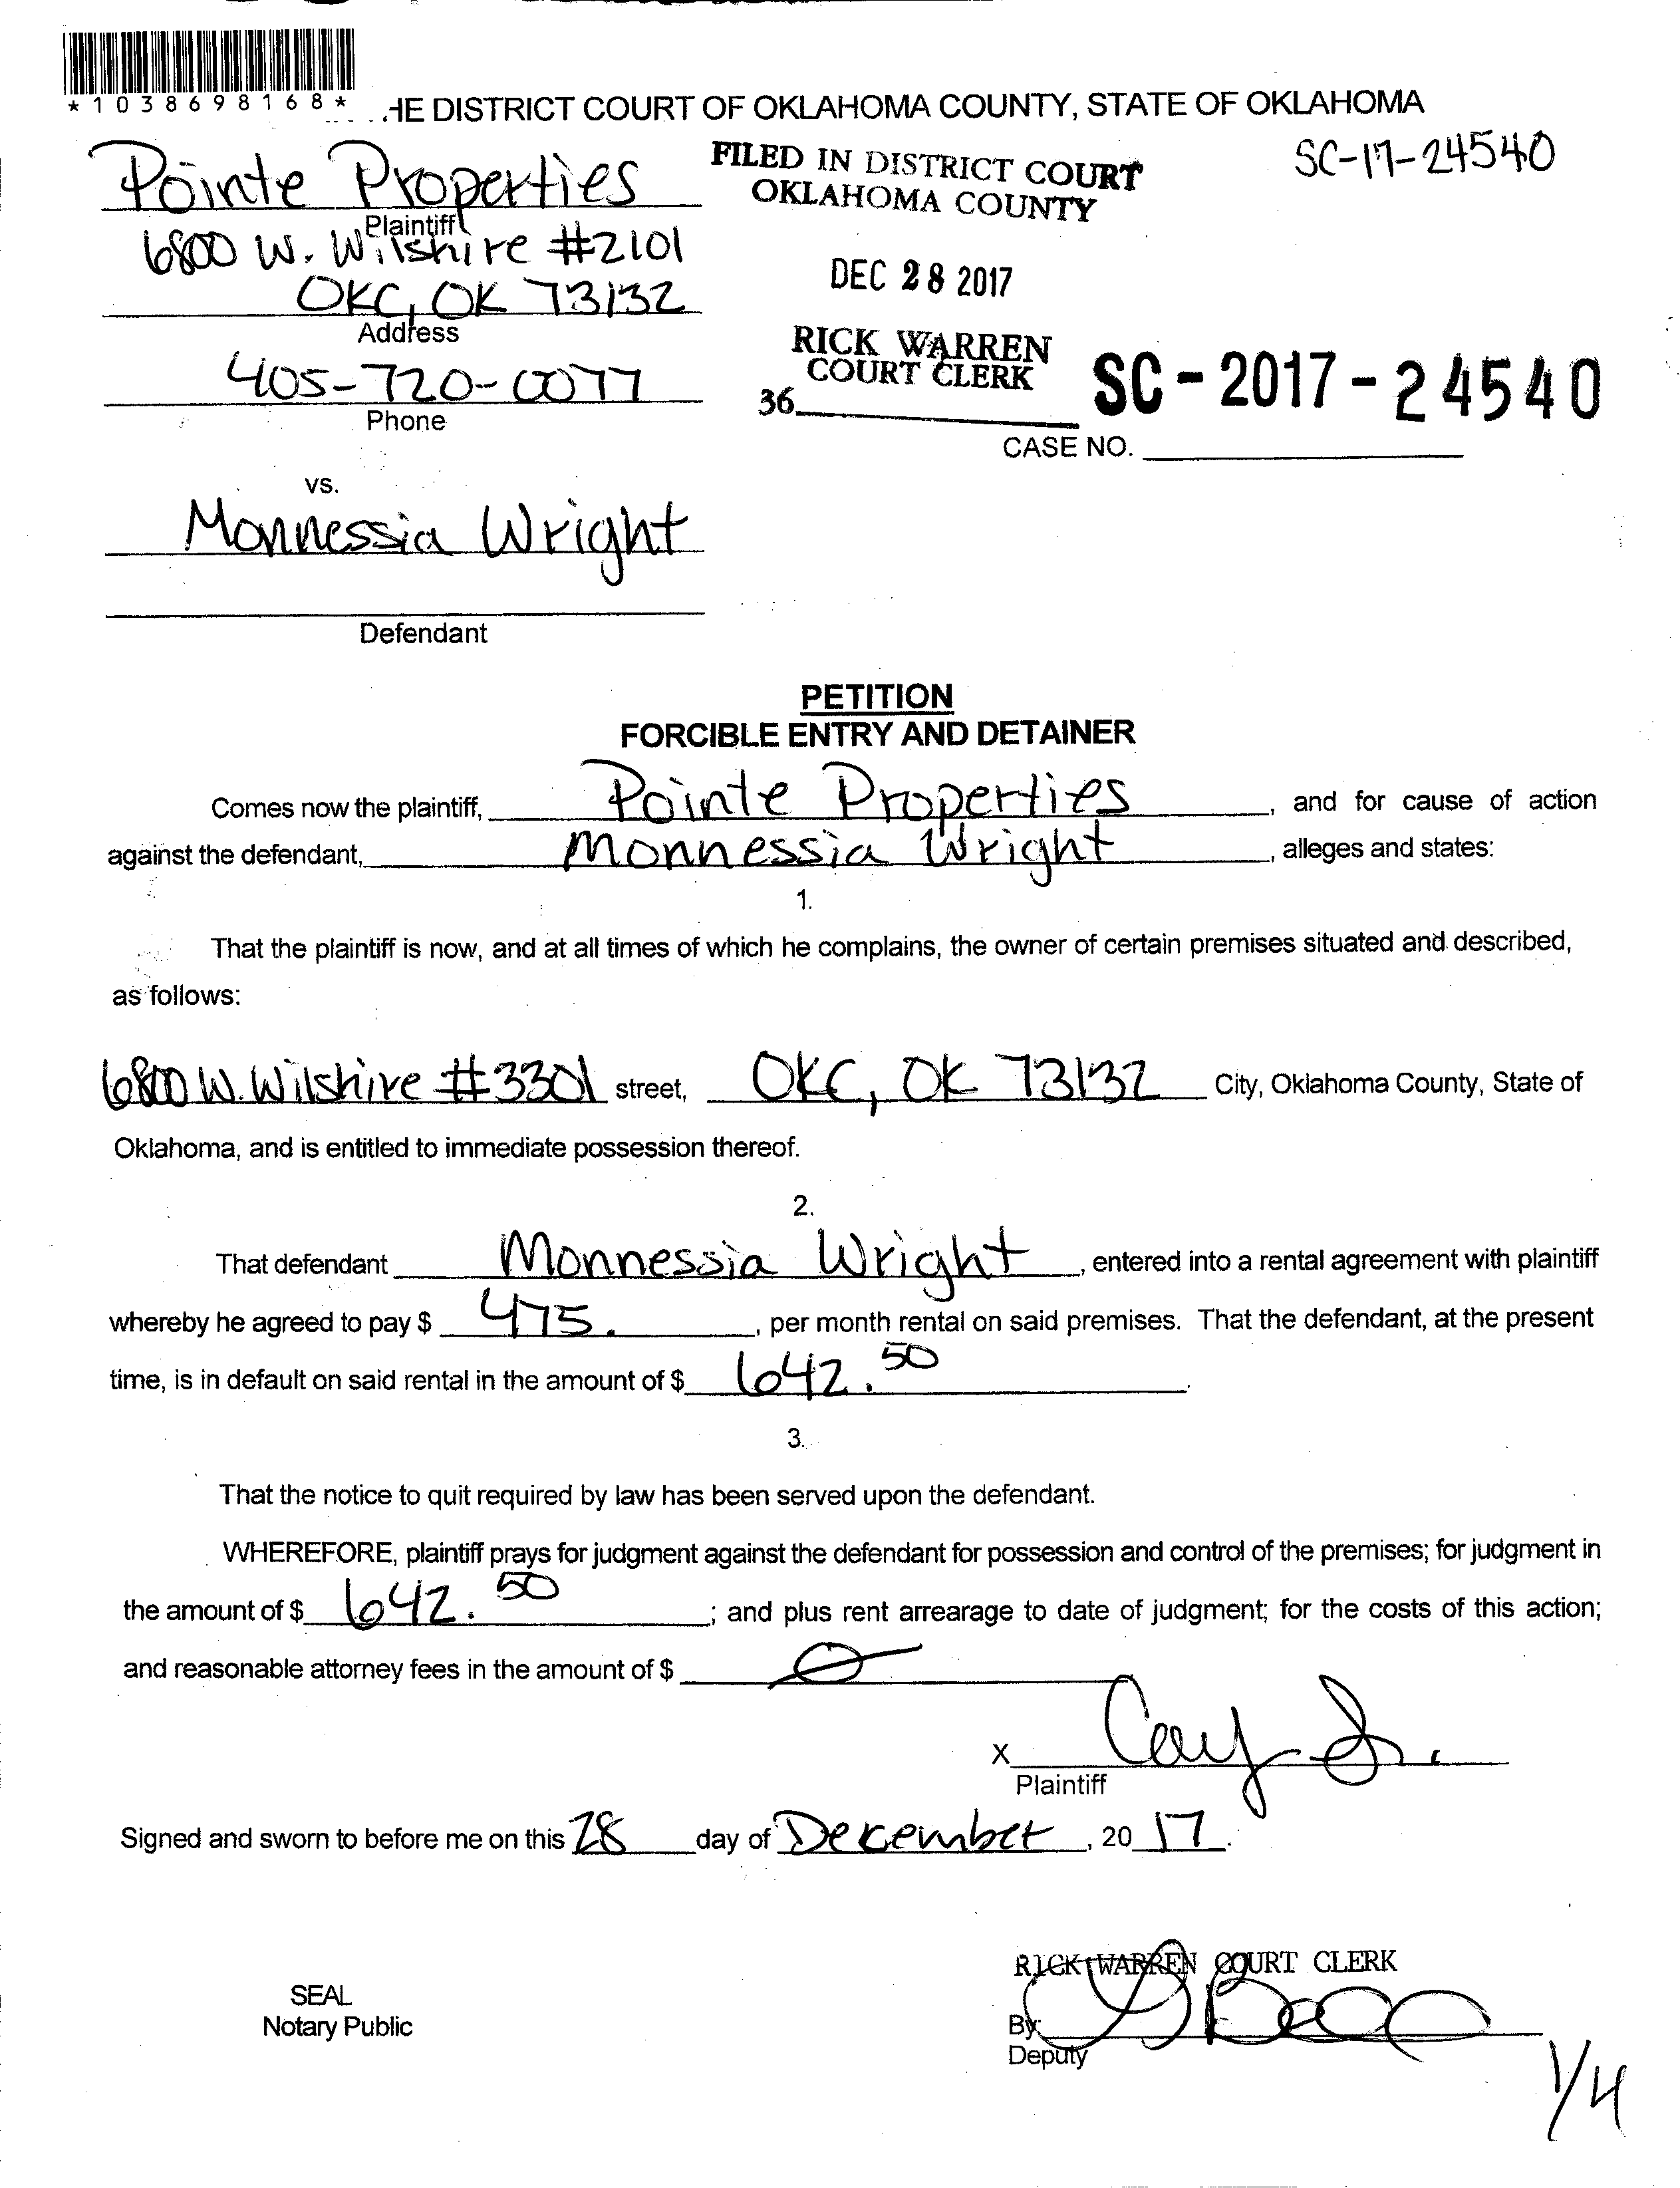 *1038698168*
HE DISTRICT COURT OF OKLAHOMA COUNTY, STATE OF OKLAHOMA
Pointe Properties
Plaintiff
6800 W. Wilshire #2101
OKC, OK 73132
Address
405-720-0077
Phone
FILED IN DISTRICT COURT
OKLAHOMA COUNTY
DEC 28 2017
RICK WARREN
COURT CLERK
36
SC-17-24540
SC-2017-24540
CASE NO.
vs.
Monnessia Wright
Defendant
PETITION
FORCIBLE ENTRY AND DETAINER
Comes now the plaintiff, Pointe Properties, and for cause of action
against the defendant, Monnessia Wright, alleges and states:
1.
That the plaintiff is now, and at all times of which he complains, the owner of certain premises situated and described,
as follows:
6800 W. Wilshire #3301 street, OKC, OK 73132 City, Oklahoma County, State of
Oklahoma, and is entitled to immediate possession thereof.
2.
That defendant Monnessia Wright, entered into a rental agreement with plaintiff
whereby he agreed to pay $ 475., per month rental on said premises. That the defendant, at the present
time, is in default on said rental in the amount of $ 642.50.
3.
That the notice to quit required by law has been served upon the defendant.
WHEREFORE, plaintiff prays for judgment against the defendant for possession and control of the premises; for judgment in
the amount of $ 642.50; and plus rent arrearage to date of judgment; for the costs of this action;
and reasonable attorney fees in the amount of $ 0
X
Plaintiff
Signed and sworn to before me on this 28 day of December, 2017.
SEAL
Notary Public
RICK WARREN COURT CLERK
By:
Deputy
1/4